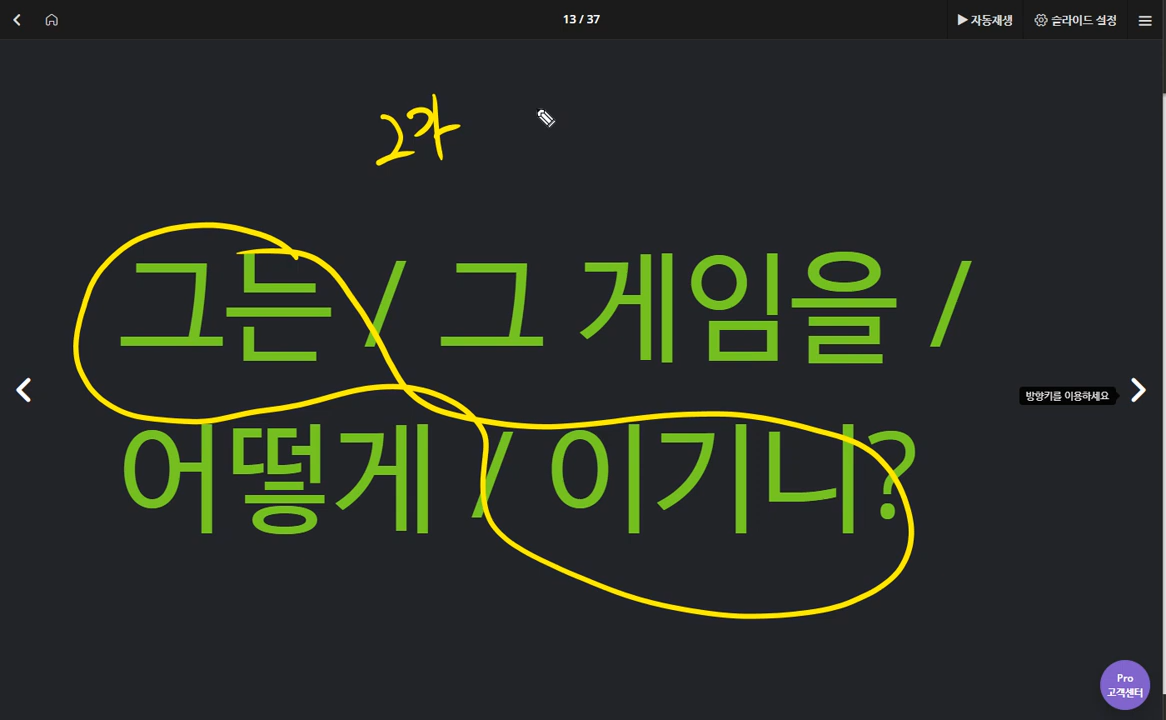 13 / 37
▶ 자동재생
슬라이드 설정
그는 / 그 게임을 /
어떻게 / 이기니?
방향키를 이용하세요
Pro
고객센터